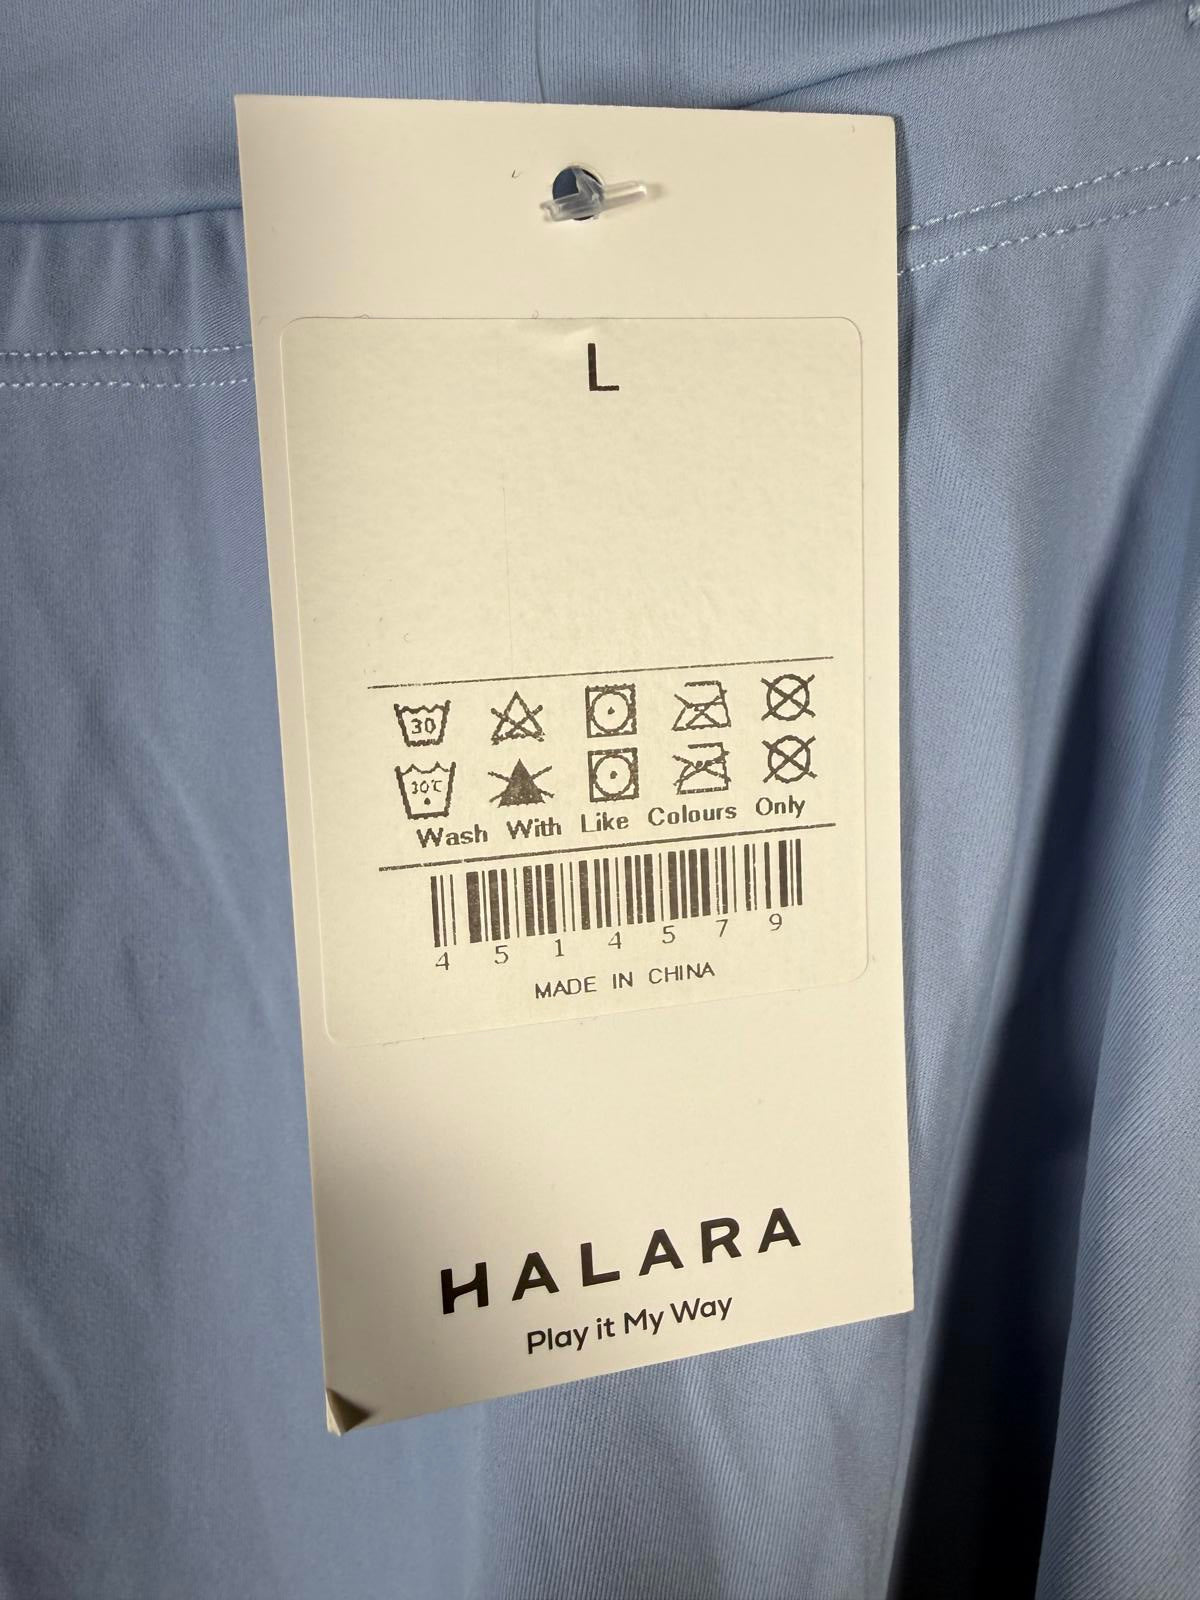 L
30
30℃
Wash With Like Colours Only
4 5 1 4 5 7 9
MADE IN CHINA
HALARA
Play it My Way